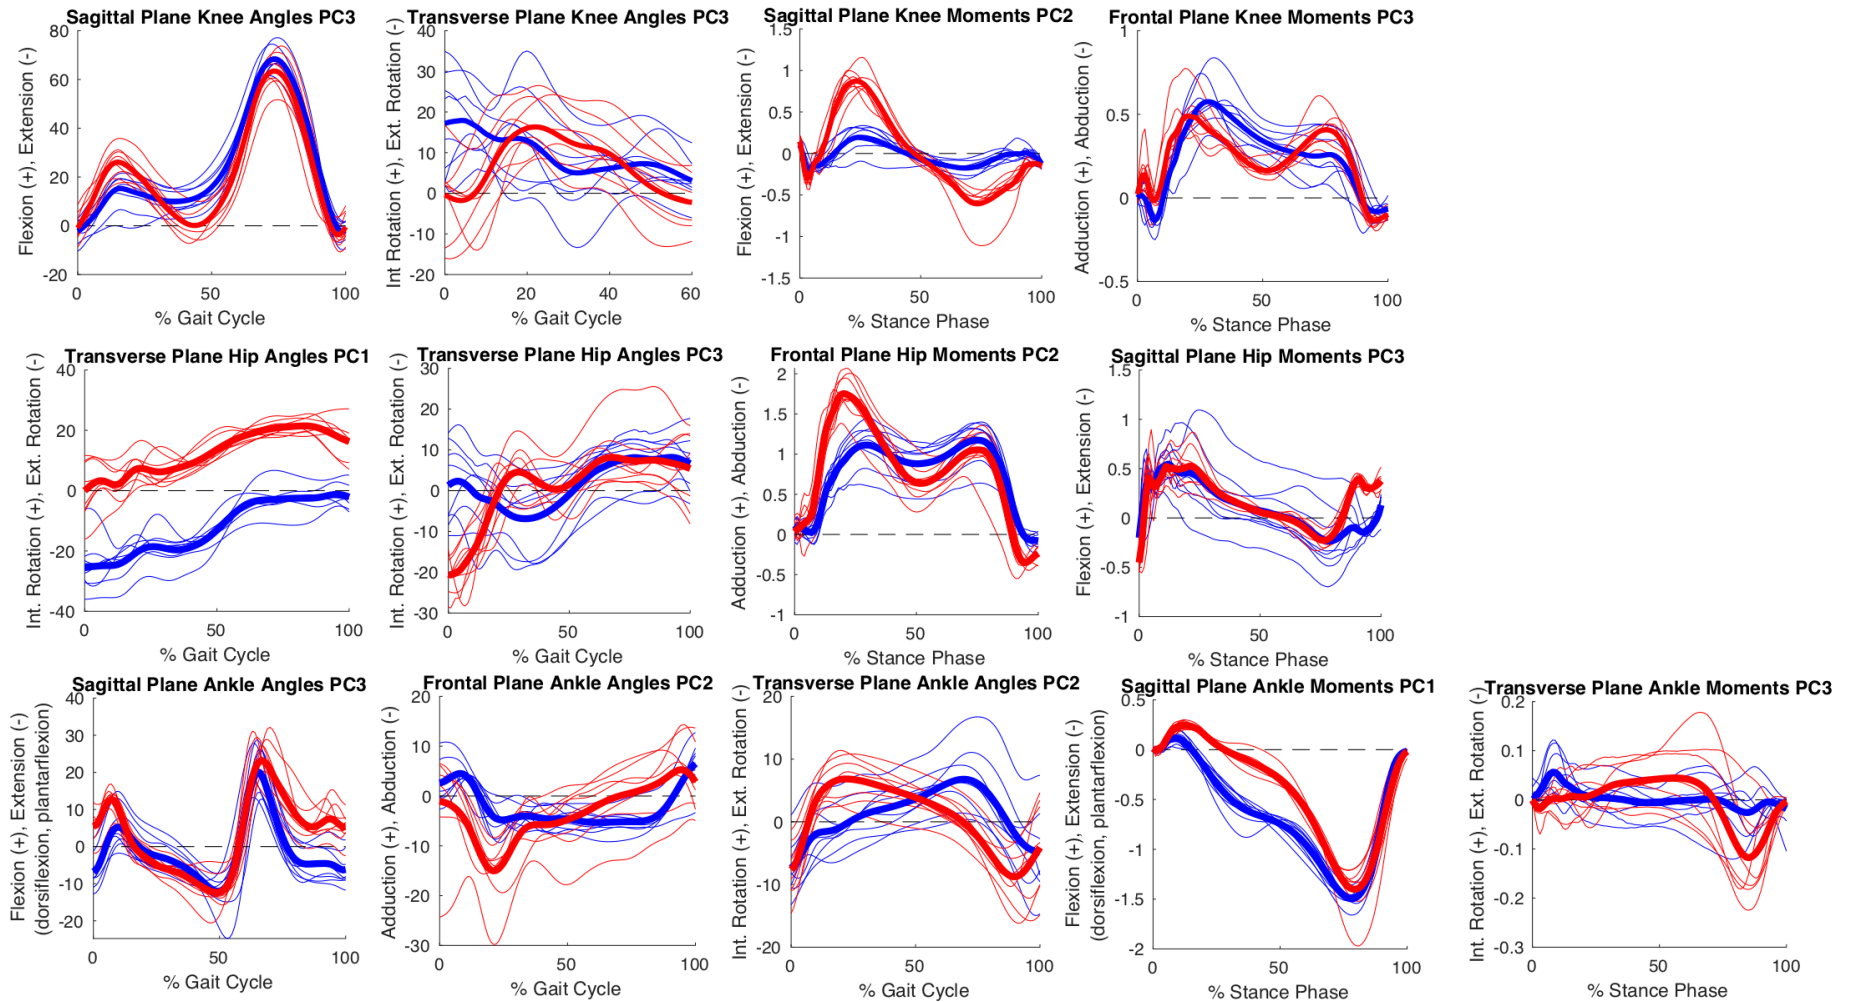 Sagittal Plane Knee Angles PC3
80
60
40
20
0
-20
Flexion (+), Extension (-)
0 50 100
% Gait Cycle
Transverse Plane Knee Angles PC3
40
30
20
10
0
-10
-20
Int Rotation (+), Ext. Rotation (-)
0 20 40 60
% Gait Cycle
Sagittal Plane Knee Moments PC2
1.5
1
0.5
0
-0.5
-1
-1.5
Flexion (+), Extension (-)
0 50 100
% Stance Phase
Frontal Plane Knee Moments PC3
1
0.5
0
-0.5
Adduction (+), Abduction (-)
0 50 100
% Stance Phase
Transverse Plane Hip Angles PC1
40
20
0
-20
-40
Int. Rotation (+), Ext. Rotation (-)
0 50 100
% Gait Cycle
Transverse Plane Hip Angles PC3
30
20
10
0
-10
-20
-30
Int. Rotation (+), Ext. Rotation (-)
0 50 100
% Gait Cycle
Frontal Plane Hip Moments PC2
2
1.5
1
0.5
0
-0.5
-1
Adduction (+), Abduction (-)
0 50 100
% Stance Phase
Sagittal Plane Hip Moments PC3
1.5
1
0.5
0
-0.5
-1
Flexion (+), Extension (-)
0 50 100
% Stance Phase
Sagittal Plane Ankle Angles PC3
40
30
20
10
0
-10
-20
Flexion (+), Extension (-)
(dorsiflexion, plantarflexion)
0 50 100
% Gait Cycle
Frontal Plane Ankle Angles PC2
20
10
0
-10
-20
-30
Adduction (+), Abduction (-)
0 50 100
% Gait Cycle
Transverse Plane Ankle Angles PC2
20
10
0
-10
-20
Int. Rotation (+), Ext. Rotation (-)
0 50 100
% Gait Cycle
Sagittal Plane Ankle Moments PC1
0.5
0
-0.5
-1
-1.5
-2
Flexion (+), Extension (-)
(dorsiflexion, plantarflexion)
0 50 100
% Stance Phase
Transverse Plane Ankle Moments PC3
0.2
0.1
0
-0.1
-0.2
-0.3
Int. Rotation (+), Ext. Rotation (-)
0 50 100
% Stance Phase